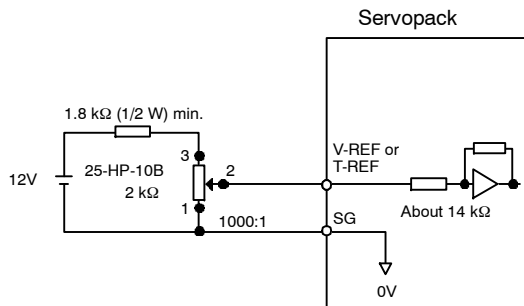 Servopack
1.8 kΩ (1/2 W) min.
3
V-REF or
T-REF
25-HP-10B
2
12V
2 kΩ
1
About 14 kΩ
1000:1
SG
0V